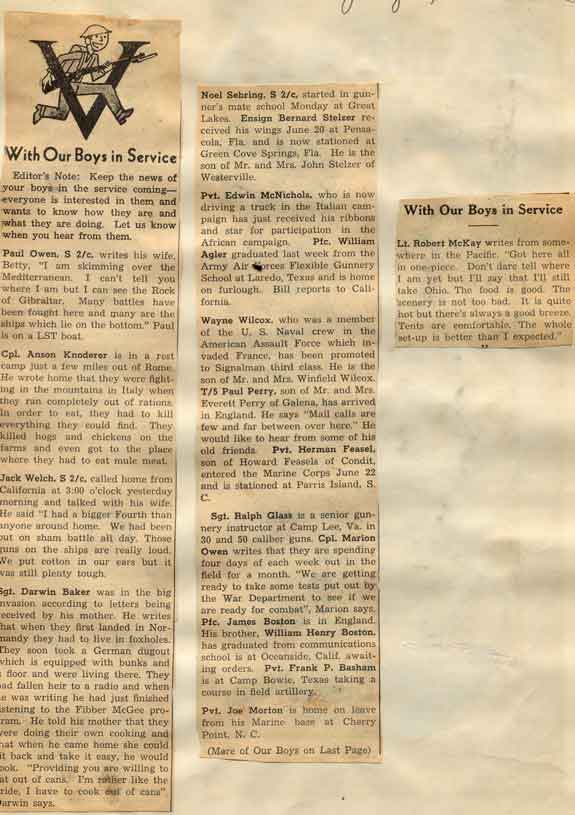 With Our Boys in Service
Editor's Note: Keep the news of
your boys in the service coming—
everyone is interested in them and
wants to know how they are and
what they are doing. Let us know
when you hear from them.
Paul Owen, S 2/c, writes his wife,
Betty, "I am skimming over the
Mediterranean. I can't tell you
where I am but I can see the Rock
of Gibraltar. Many battles have
been fought here and many are the
ships which lie on the bottom." Paul
is on a LST boat.
Cpl. Anson Knoderer is in a rest
camp just a few miles out of Rome.
He wrote home that they were fight-
ing in the mountains in Italy when
they ran completely out of rations.
In order to eat, they had to kill
everything they could find. They
killed hogs and chickens on the
farms and even got to the place
where they had to eat mule meat.
Jack Welch, S 2/c, called home from
California at 3:00 o'clock yesterday
morning and talked with his wife.
He said "I had a bigger Fourth than
anyone around home. We had been
out on sham battle all day. Those
guns on the ships are really loud.
We put cotton in our ears but it
was still plenty tough.
Sgt. Darwin Baker was in the big
invasion according to letters being
received by his mother. He writes
that when they first landed in Nor-
mandy they had to live in foxholes.
They soon took a German dugout
which is equipped with bunks and
floor and were living there. They
had fallen heir to a radio and when
he was writing he had just finished
listening to the Fibber McGee pro-
gram. He told his mother that they
were doing their own cooking and
that when he came home she could
sit back and take it easy, he would
cook. "Providing you are willing to
eat out of cans. I'm rather like the
bride, I have to cook out of cans"
Darwin says.
Noel Sebring, S 2/c, started in gun-
ner's mate school Monday at Great
Lakes. Ensign Bernard Stelzer re-
ceived his wings June 20 at Pensa-
cola, Fla. and is now stationed at
Green Cove Springs, Fla. He is the
son of Mr. and Mrs. John Stelzer of
Westerville.
Pvt. Edwin McNichols, who is now
driving a truck in the Italian cam-
paign has just received his ribbons
and star for participation in the
African campaign. Pfc. William
Agler graduated last week from the
Army Air Forces Flexible Gunnery
School at Laredo, Texas and is home
on furlough. Bill reports to Cali-
fornia.
Wayne Wilcox, who was a member
of the U. S. Naval crew in the
American Assault Force which in-
vaded France, has been promoted
to Signalman third class. He is the
son of Mr. and Mrs. Winfield Wilcox.
T/5 Paul Perry, son of Mr. and Mrs.
Everett Perry of Galena, has arrived
in England. He says "Mail calls are
few and far between over here." He
would like to hear from some of his
old friends. Pvt. Herman Feasel,
son of Howard Feasels of Condit,
entered the Marine Corps June 22
and is stationed at Parris Island, S.
C.
Sgt. Ralph Glass is a senior gun-
nery instructor at Camp Lee, Va. in
30 and 50 caliber guns. Cpl. Marion
Owen writes that they are spending
four days of each week out in the
field for a month. "We are getting
ready to take some tests put out by
the War Department to see if we
are ready for combat", Marion says.
Pfc. James Boston is in England.
His brother, William Henry Boston,
has graduated from communications
school is at Oceanside, Calif. await-
ing orders. Pvt. Frank P. Basham
is at Camp Bowie, Texas taking a
course in field artillery.
Pvt. Joe Morton is home on leave
from his Marine base at Cherry
Point, N. C.
(More of Our Boys on Last Page)
With Our Boys in Service
Lt. Robert McKay writes from some-
where in the Pacific. "Got here all
in one-piece. Don't dare tell where
I am yet but I'll say that I'll still
take Ohio. The food is good. The
scenery is not too bad. It is quite
hot but there's always a good breeze.
Tents are comfortable. The whole
set-up is better than I expected."